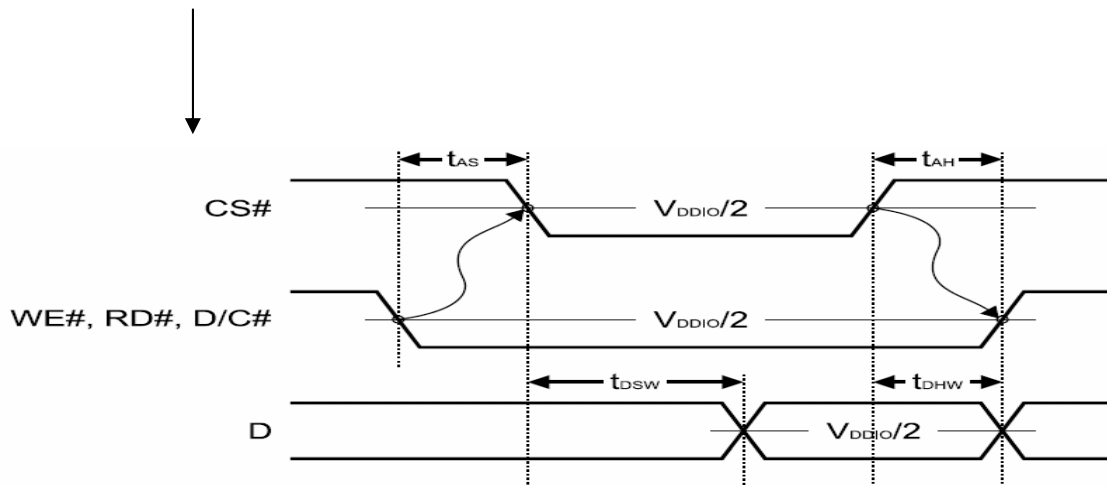 tAS tAH
CS# VDDIO/2
WE#, RD#, D/C# VDDIO/2
tDSW tDHW
D VDDIO/2